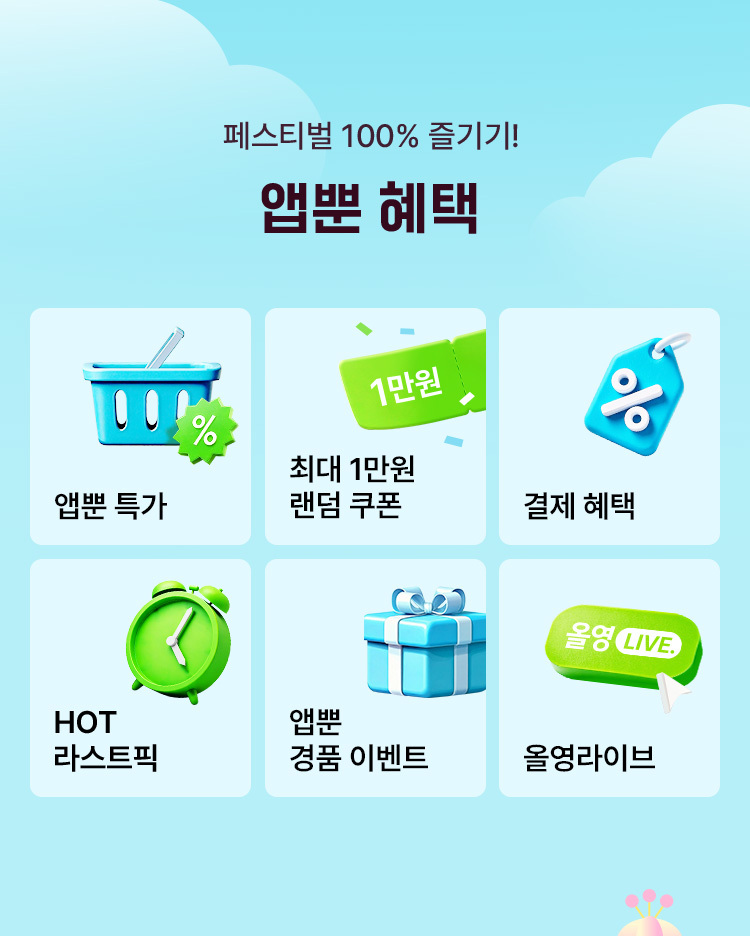 페스티벌 100% 즐기기!
앱뿐 혜택
%
앱뿐 특가
1만원
최대 1만원
랜덤 쿠폰
%
결제 혜택
HOT
라스트픽
앱뿐
경품 이벤트
올영 LIVE.
올영라이브